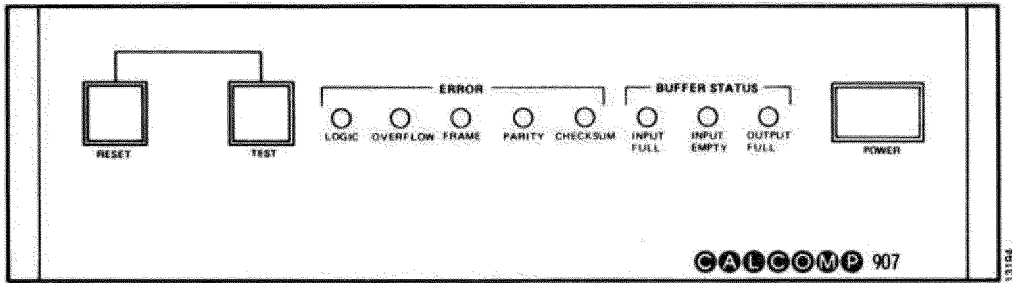 ERROR
BUFFER STATUS
LOGIC OVERFLOW FRAME PARITY CHECKSUM INPUT FULL INPUT EMPTY OUTPUT FULL
RESET TEST POWER
CALCOMP 907
13194